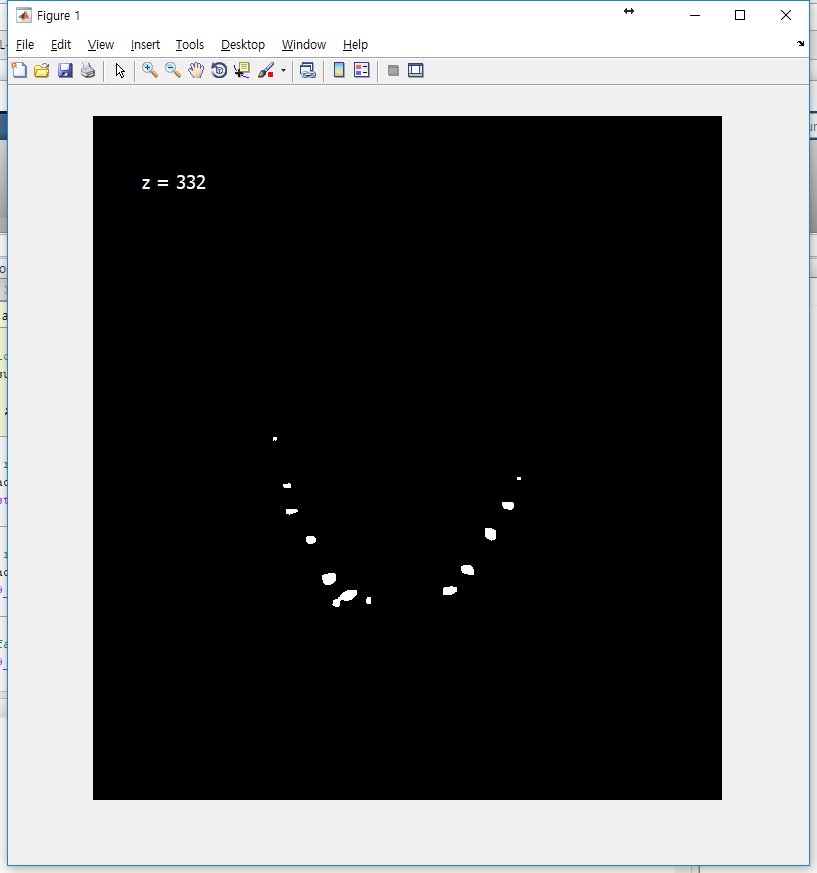 Figure 1
File Edit View Insert Tools Desktop Window Help
z = 332